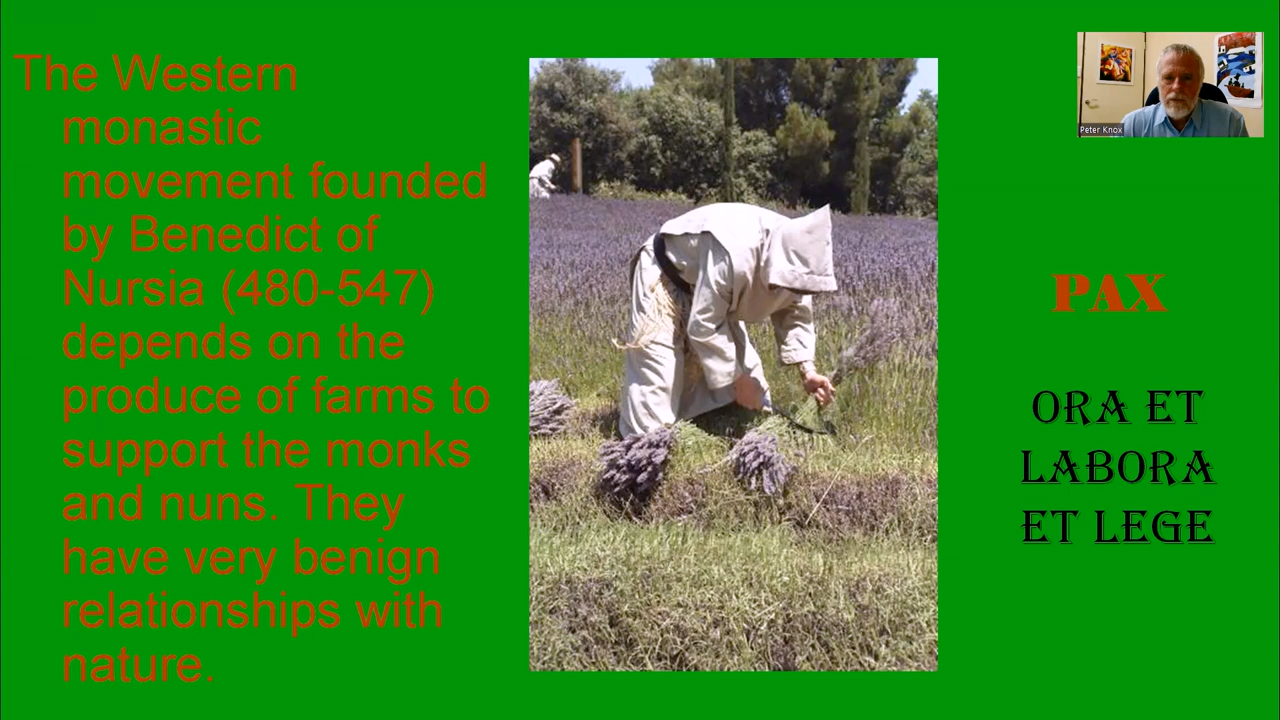 The Western
monastic
movement founded
by Benedict of
Nursia (480-547)
depends on the
produce of farms to
support the monks
and nuns. They
have very benign
relationships with
nature.
PAX
ORA ET
LABORA
ET LEGE
Peter Knox